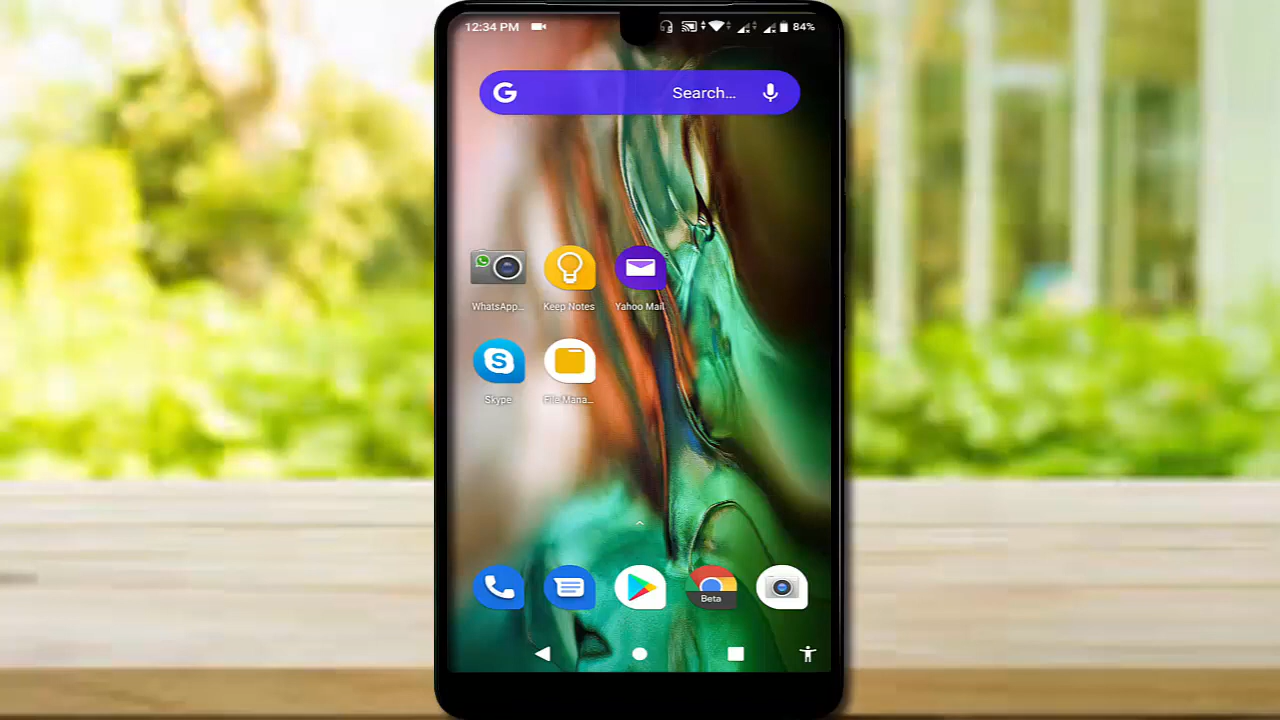 12:34 PM
84%
G
Search...
WhatsApp...
Keep Notes
Yahoo Mail
S
Skype
File Mana...
Beta